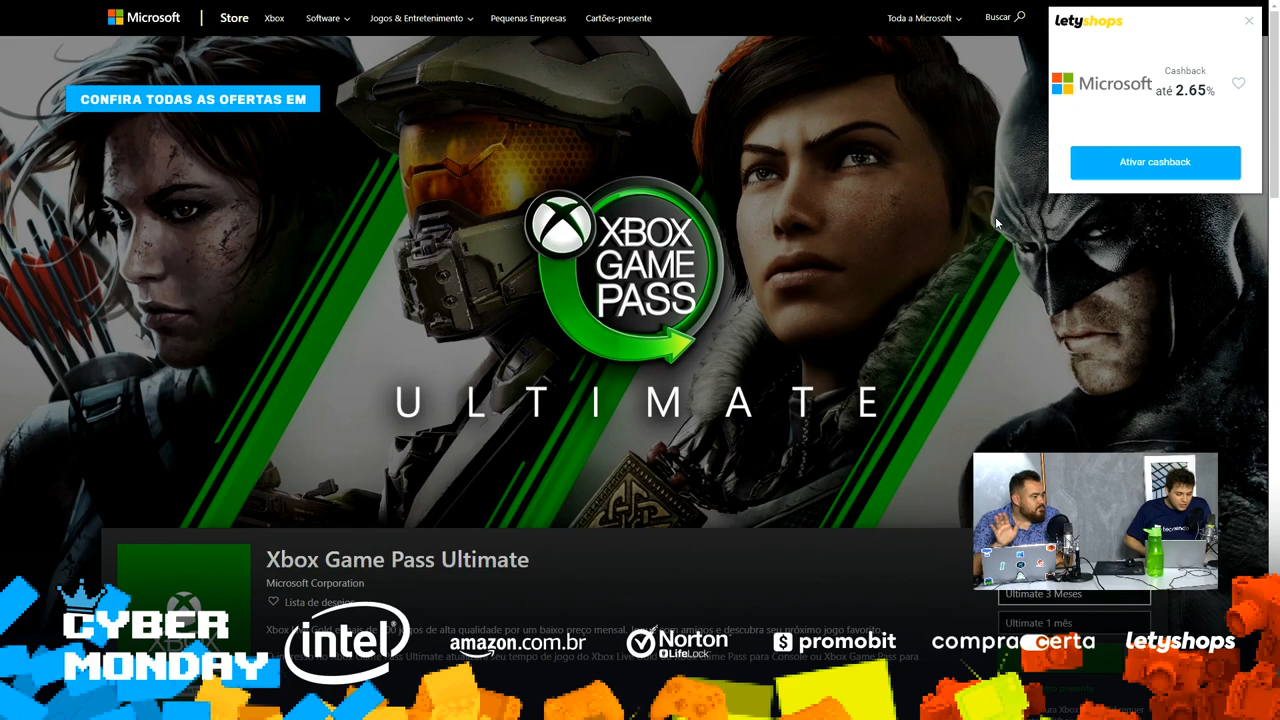 Microsoft
Store
Xbox
Software
Jogos & Entretenimento
Pequenas Empresas
Cartões-presente
Toda a Microsoft
Buscar
letyshops
Microsoft
Cashback
até 2.65%
Ativar cashback
CONFIRA TODAS AS OFERTAS EM
XBOX
GAME
PASS
ULTIMATE
Xbox Game Pass Ultimate
Microsoft Corporation
Lista de desejos
Ultimate 3 Meses
Ultimate 1 mês
XBOX
CYBER
MONDAY
intel
amazon.com.br
Norton
LifeLock
promobit
compracerta
letyshops